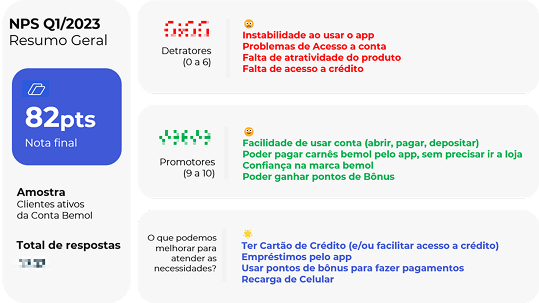 NPS Q1/2023
Resumo Geral
82pts
Nota final
Amostra
Clientes ativos
da Conta Bemol
Total de respostas
Detratores
(0 a 6)
Instabilidade ao usar o app
Problemas de Acesso a conta
Falta de atratividade do produto
Falta de acesso a crédito
Promotores
(9 a 10)
Facilidade de usar conta (abrir, pagar, depositar)
Poder pagar carnês bemol pelo app, sem precisar ir a loja
Confiança na marca bemol
Poder ganhar pontos de Bônus
O que podemos
melhorar para
atender as
necessidades?
Ter Cartão de Crédito (e/ou facilitar acesso a crédito)
Empréstimos pelo app
Usar pontos de bônus para fazer pagamentos
Recarga de Celular